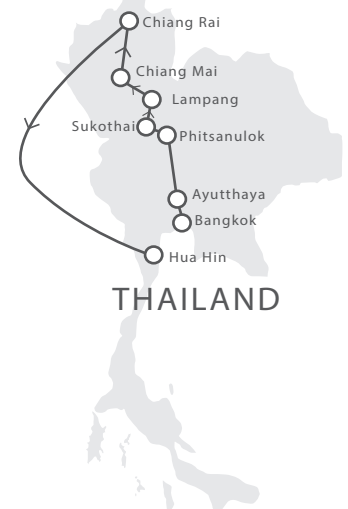 Chiang Rai
Chiang Mai
Lampang
Sukothai
Phitsanulok
Ayutthaya
Bangkok
Hua Hin
THAILAND